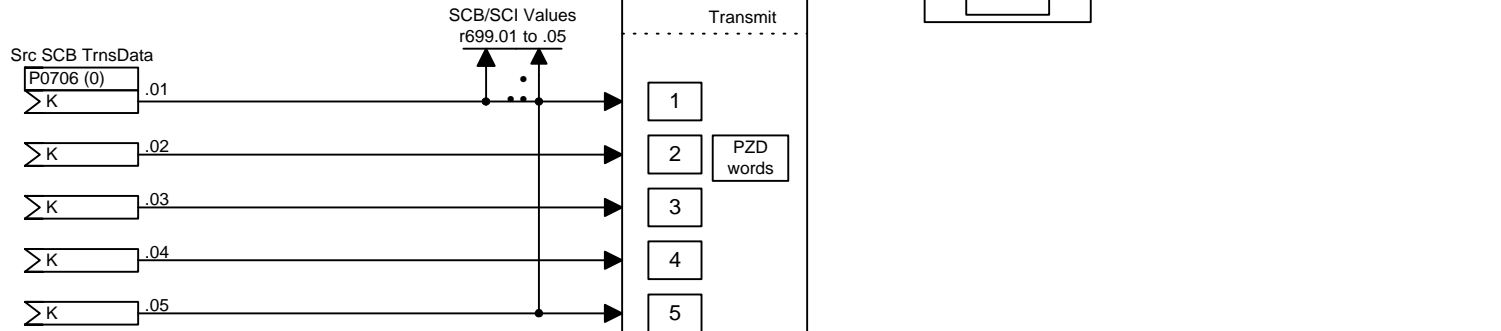 SCB/SCI Values
r699.01 to .05
Transmit
Src SCB TrnsData
P0706 (0)
K .01 1
K .02 2 PZD words
K .03 3
K .04 4
K .05 5